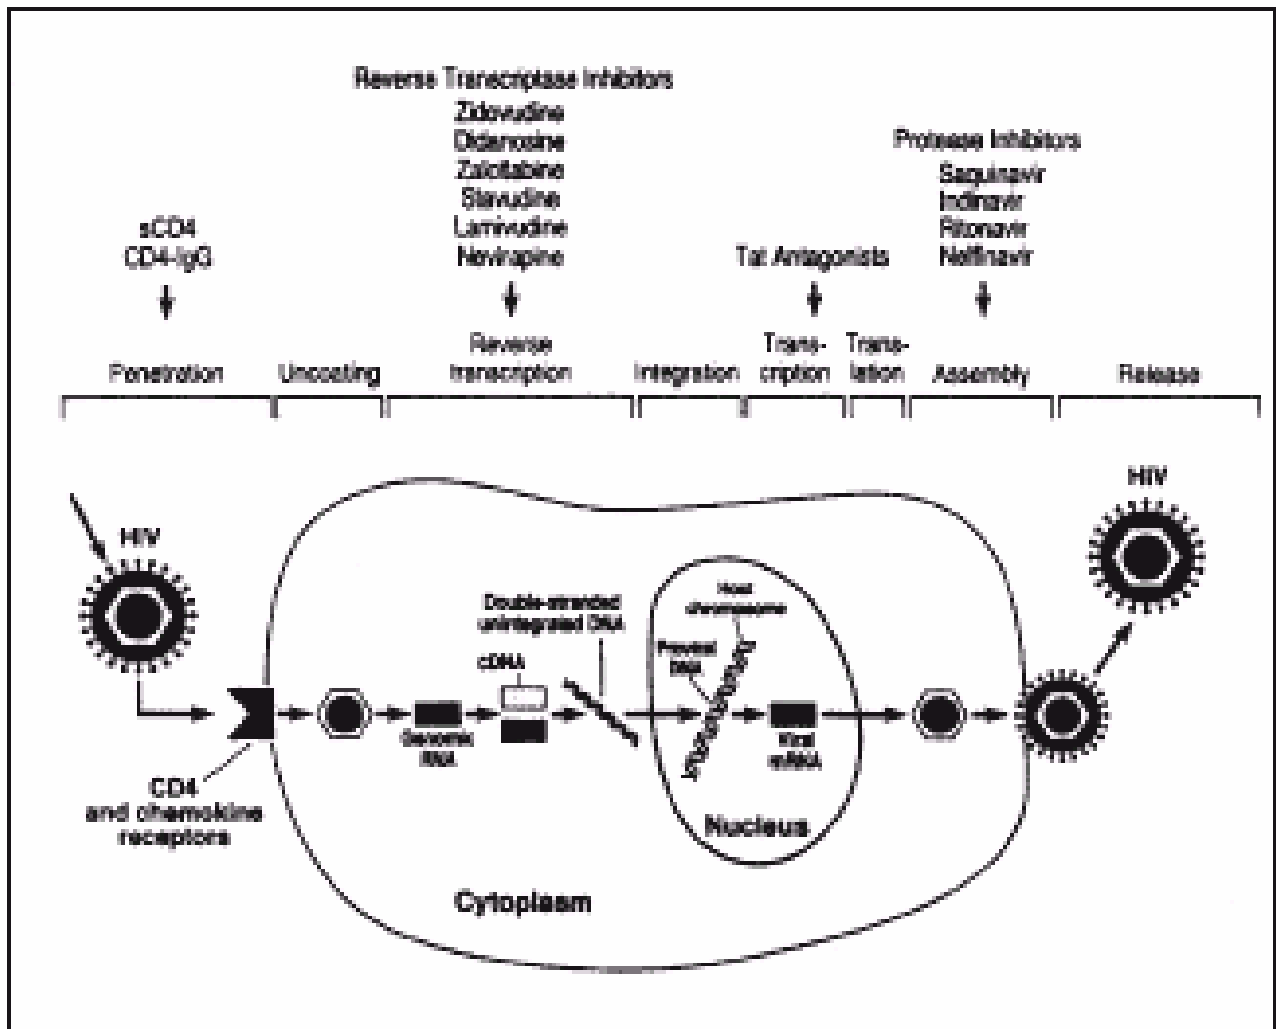 Reverse Transcriptase Inhibitors
Zidovudine
Didanosine
Zalcitabine
Stavudine
Lamivudine
Nevirapine
Protease Inhibitors
Saquinavir
Indinavir
Ritonavir
Nelfinavir
sCD4
CD4-IgG
Tat Antagonists
Penetration
Uncoating
Reverse
transcription
Integration
Trans-
cription
Trans-
lation
Assembly
Release
HIV
HIV
Double-stranded
unintegrated DNA
cDNA
Host
chromosome
Proviral
DNA
Genomic
RNA
Viral
mRNA
CD4
and chemokine
receptors
Nucleus
Cytoplasm